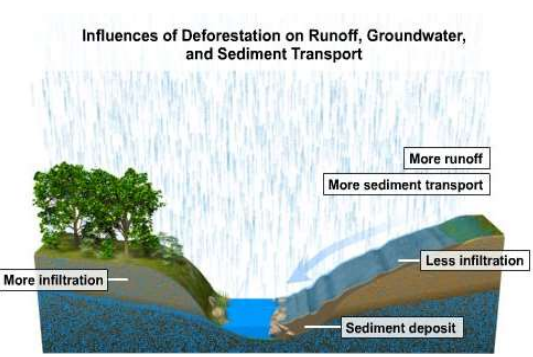 Influences of Deforestation on Runoff, Groundwater,
and Sediment Transport
More runoff
More sediment transport
Less infiltration
More infiltration
Sediment deposit